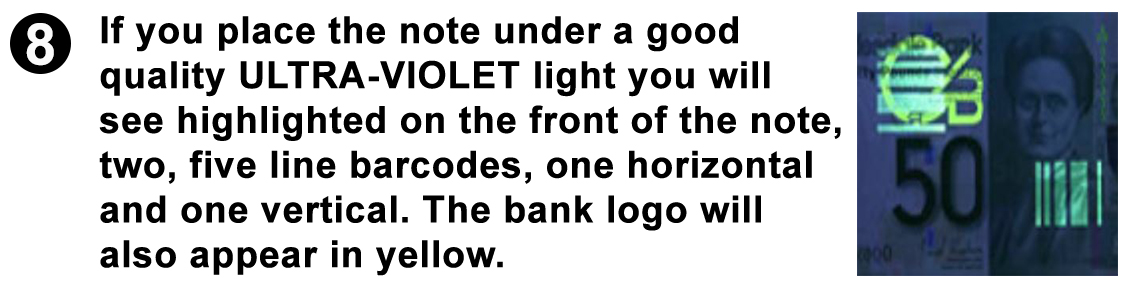 8
If you place the note under a good
quality ULTRA-VIOLET light you will
see highlighted on the front of the note,
two, five line barcodes, one horizontal
and one vertical. The bank logo will
also appear in yellow.
Bank
50